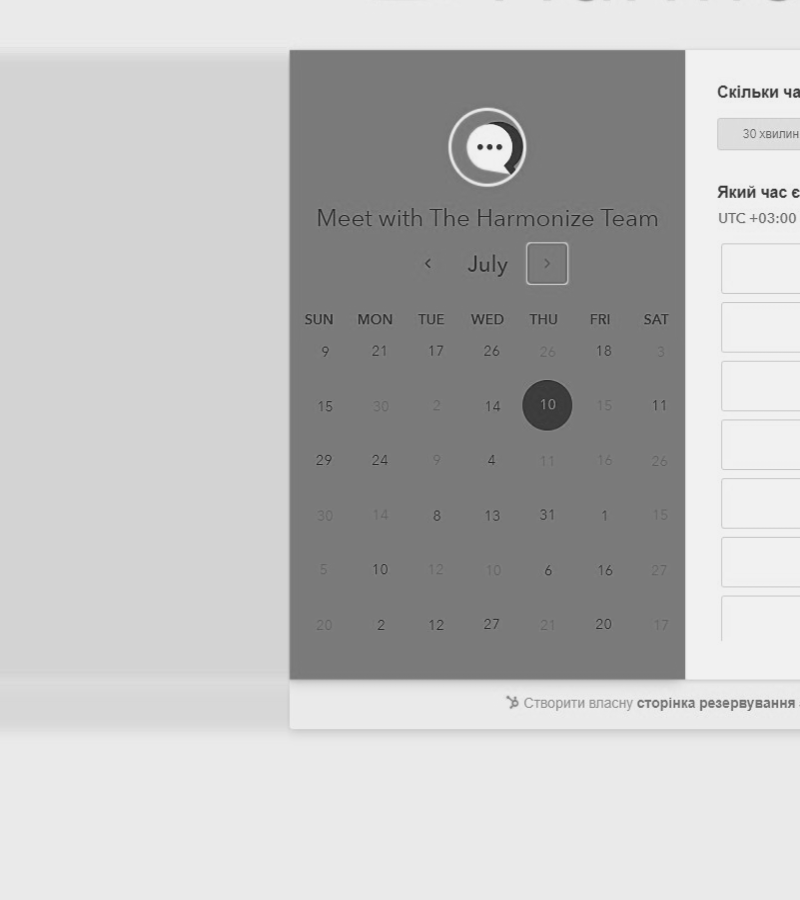 Скільки ча
30 хвилин
Meet with The Harmonize Team
Який час є
UTC +03:00
July
SUN MON TUE WED THU FRI SAT
9 21 17 26 26 18 3
15 30 2 14 10 15 11
29 24 9 4 11 16 26
30 14 8 13 31 1 15
5 10 12 10 6 16 27
20 2 12 27 21 20 17
Створити власну сторінка резервування